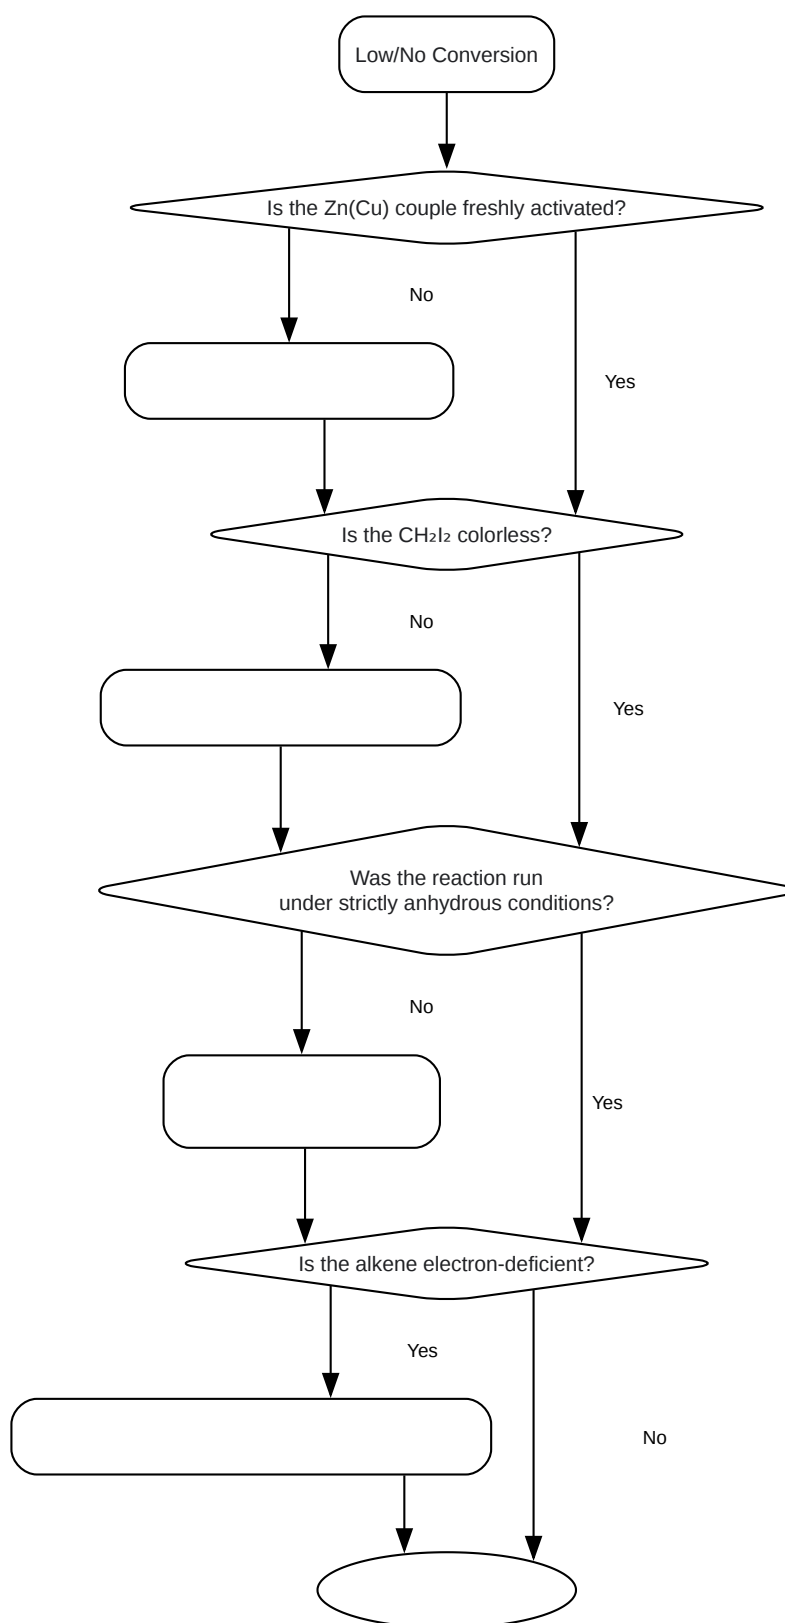 Low/No Conversion
Is the Zn(Cu) couple freshly activated?
No
Yes
Is the CH₂I₂ colorless?
No
Yes
Was the reaction run
under strictly anhydrous conditions?
No
Yes
Is the alkene electron-deficient?
Yes
No